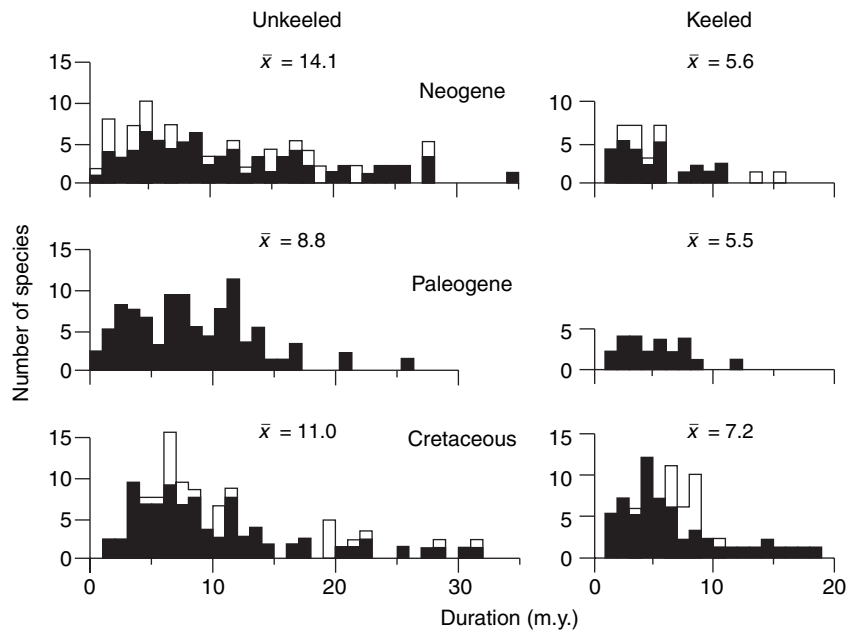 Unkeeled
Keeled
x̄ = 14.1
x̄ = 5.6
Neogene
15
10
5
0
10
5
0
x̄ = 8.8
x̄ = 5.5
Paleogene
15
10
5
0
5
0
Number of species
x̄ = 11.0
x̄ = 7.2
Cretaceous
15
10
5
0
15
10
5
0
0 10 20 30
0 10 20
Duration (m.y.)